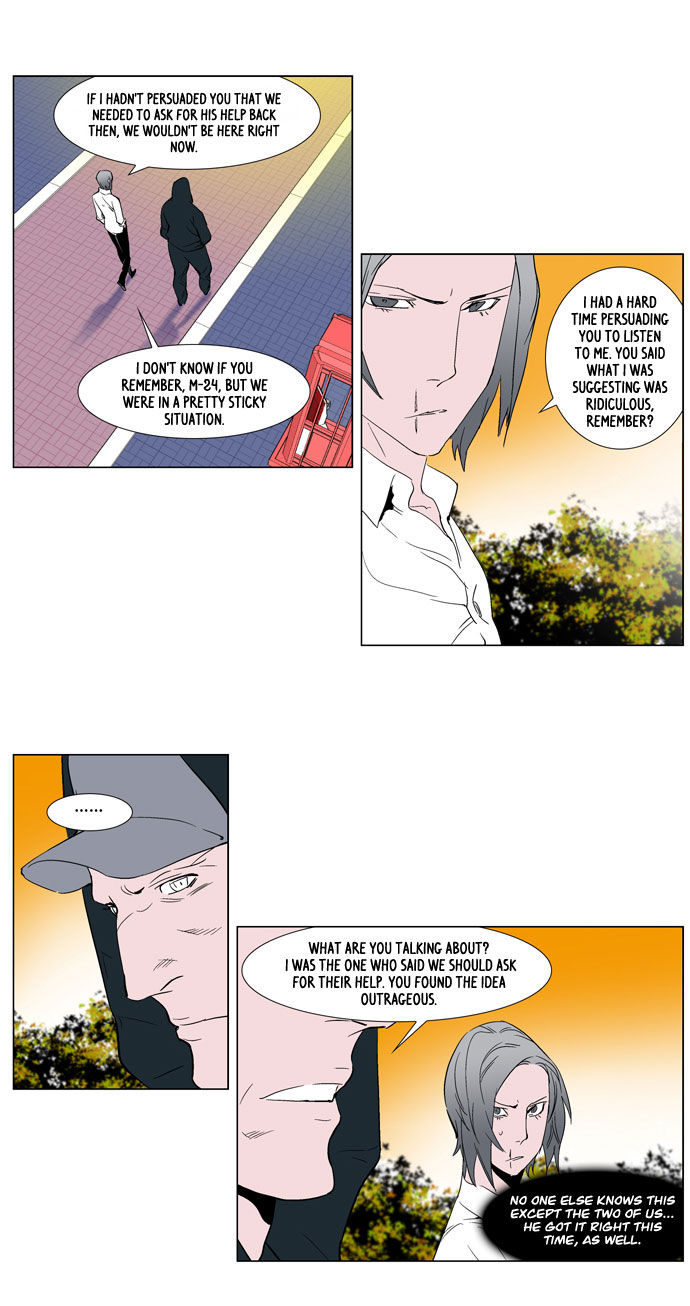 IF I HADN'T PERSUADED YOU THAT WE
NEEDED TO ASK FOR HIS HELP BACK
THEN, WE WOULDN'T BE HERE RIGHT
NOW.
I DON'T KNOW IF YOU
REMEMBER, M-24, BUT WE
WERE IN A PRETTY STICKY
SITUATION.
I HAD A HARD
TIME PERSUADING
YOU TO LISTEN
TO ME. YOU SAID
WHAT I WAS
SUGGESTING WAS
RIDICULOUS,
REMEMBER?
......
WHAT ARE YOU TALKING ABOUT?
I WAS THE ONE WHO SAID WE SHOULD ASK
FOR THEIR HELP. YOU FOUND THE IDEA
OUTRAGEOUS.
NO ONE ELSE KNOWS THIS
EXCEPT THE TWO OF US...
HE GOT IT RIGHT THIS
TIME, AS WELL.